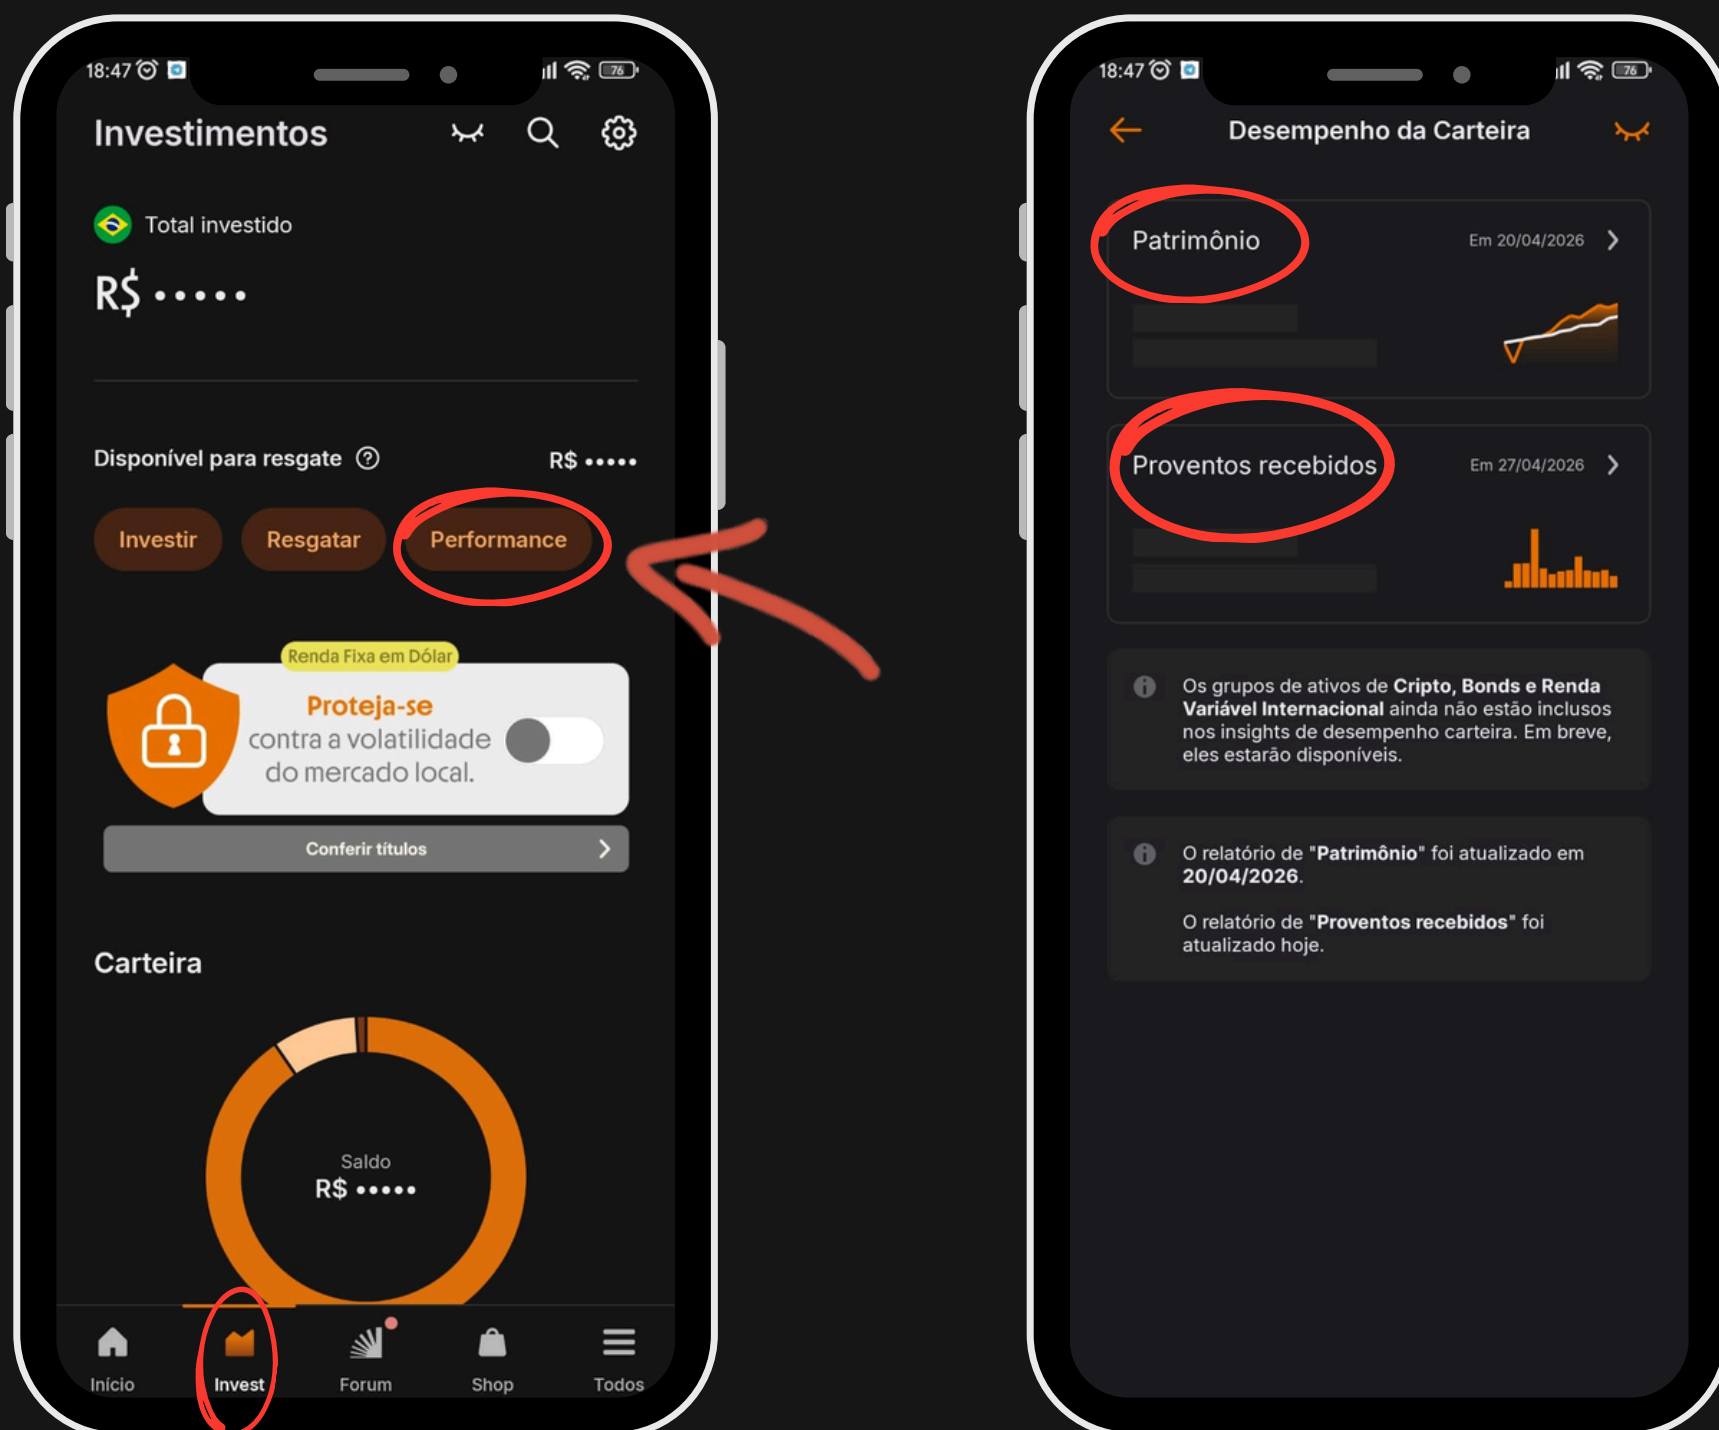 18:47
76
Investimentos
Total investido
R$ •••••
Disponível para resgate ?
R$ •••••
Investir
Resgatar
Performance
Renda Fixa em Dólar
Proteja-se
contra a volatilidade
do mercado local.
Conferir títulos
Carteira
Saldo
R$ •••••
Início
Invest
Forum
Shop
Todos
18:47
76
Desempenho da Carteira
Patrimônio
Em 20/04/2026
Proventos recebidos
Em 27/04/2026
Os grupos de ativos de Cripto, Bonds e Renda
Variável Internacional ainda não estão inclusos
nos insights de desempenho carteira. Em breve,
eles estarão disponíveis.
O relatório de "Patrimônio" foi atualizado em
20/04/2026.
O relatório de "Proventos recebidos" foi
atualizado hoje.